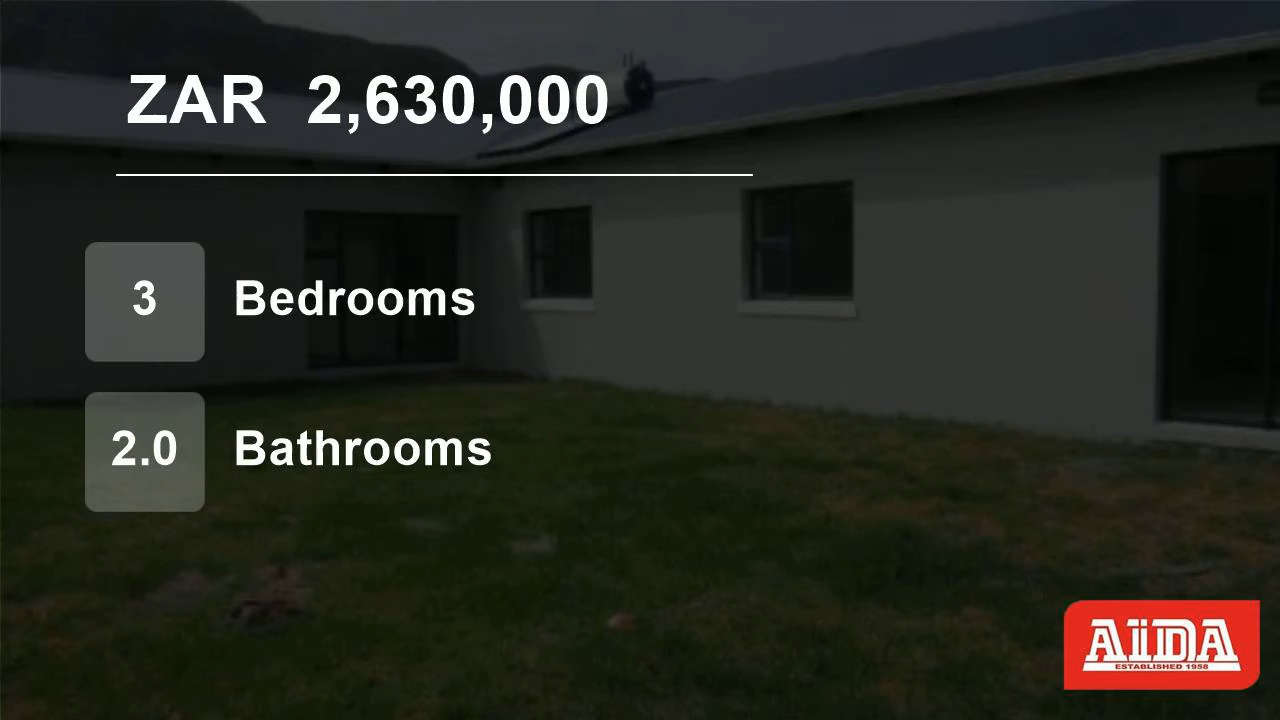 ZAR 2,630,000
3 Bedrooms
2.0 Bathrooms
AIDA
ESTABLISHED 1958